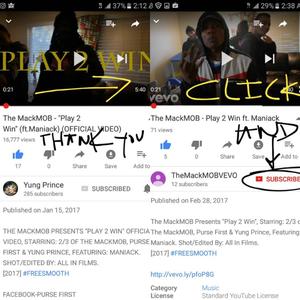 2:12
PLAY 2 WIN
0:21
5:40
The MackMOB - "Play 2
Win" (ft.Maniack) (OFFICIAL VIDEO)
16,777 views
17
0
Share
Save
Add to
THANK YOU
Yung Prince
285 subscribers
SUBSCRIBED
Published on Jan 15, 2017
THE MACKMOB PRESENTS "PLAY 2 WIN" OFFICIAL
VIDEO, STARRING: 2/3 OF THE MACKMOB, PURSE
FIRST & YUNG PRINCE, FEATURING: MANIACK.
SHOT/EDITED BY: ALL IN FILMS.
[2017] #FREESMOOTH
FACEBOOK-PURSE FIRST
29%
2:38
vevo
0:21
CLICK
The MackMOB - Play 2 Win ft. Maniack
71 views
5
0
Share
Save
Add to
AND
TheMackMOBVEVO
12 subscribers
SUBSCRIBE
Published on Feb 28, 2017
The MackMOB Presents "Play 2 Win", Starring: 2/3 of
The MackMOB, Purse First & Yung Prince, Featuring:
Maniack. Shot/Edited By: All In Films.
[2017] #FREESMOOTH
http://vevo.ly/pfoP8G
Category Music
License Standard YouTube License